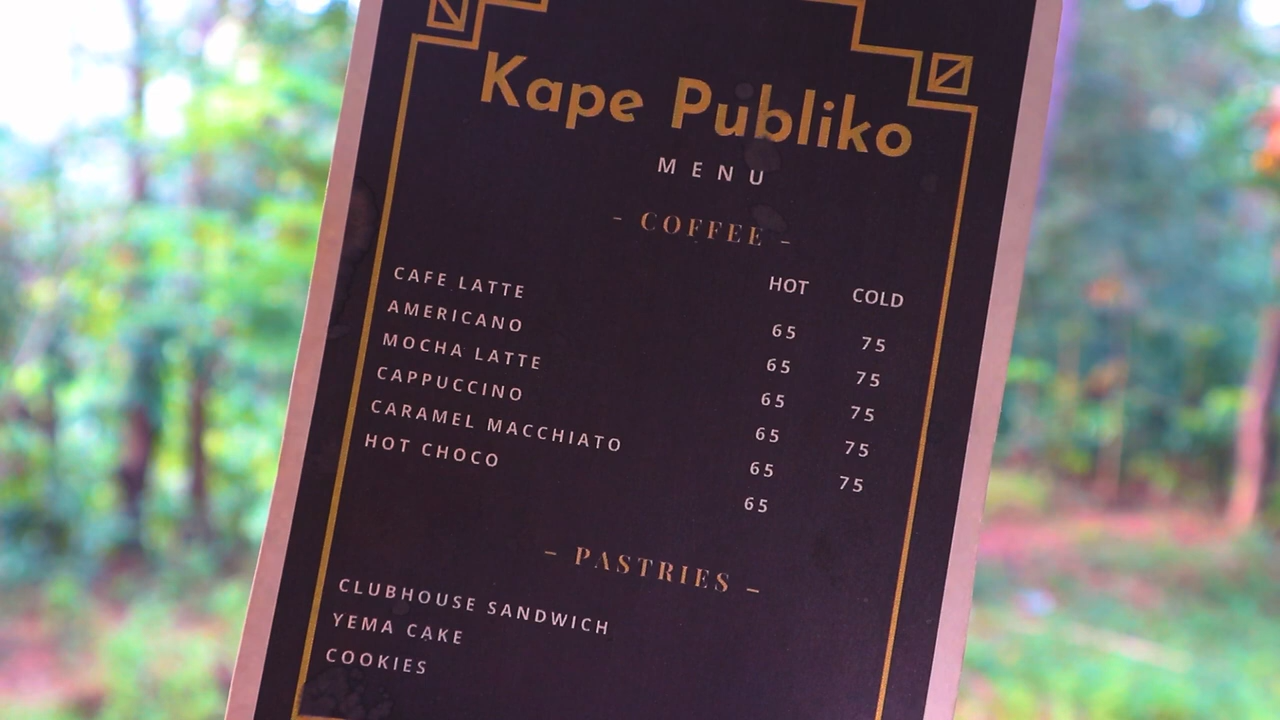 Kape Publiko
MENU
- COFFEE -
HOT COLD
CAFE LATTE 65 75
AMERICANO 65 75
MOCHA LATTE 65 75
CAPPUCCINO 65 75
CARAMEL MACCHIATO 65 75
HOT CHOCO 65
- PASTRIES -
CLUBHOUSE SANDWICH
YEMA CAKE
COOKIES